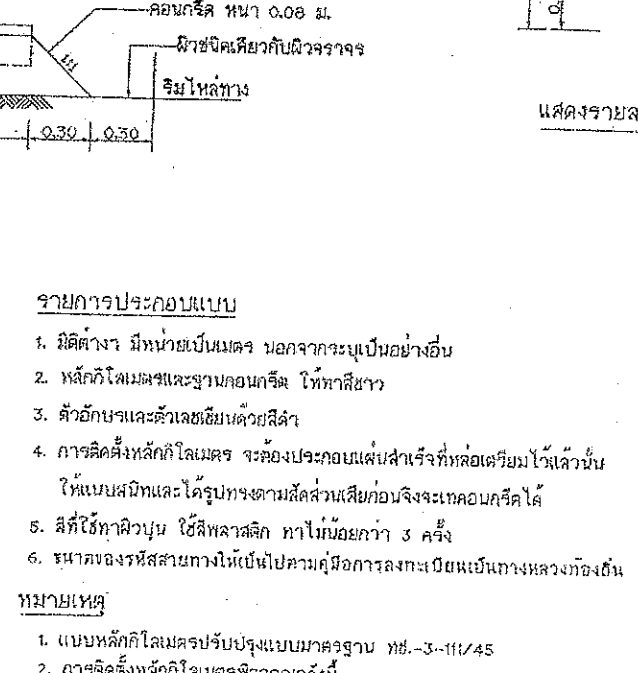 คอนกรีต หนา 0.08 ม.
ผิวชนิดเดียวกับผิวจราจร
1:1
ริมไหล่ทาง
0.30 0.30
แสดงรายล
รายการประกอบแบบ
1. มิติต่างๆ มีหน่วยเป็นเมตร นอกจากระบุเป็นอย่างอื่น
2. หลักกิโลเมตรและฐานคอนกรีต ให้ทาสีขาว
3. ตัวอักษรและตัวเลขเขียนด้วยสีดำ
4. การติดตั้งหลักกิโลเมตร จะต้องประกอบแผ่นสำเร็จที่หล่อเตรียมไว้แล้วนั้น
ให้แนบสนิทและได้รูปทรงตามสัดส่วนเสียก่อนจึงจะเทคอนกรีตได้
5. สีที่ใช้ทาผิวปูน ใช้สีพลาสติก ทาไม่น้อยกว่า 3 ครั้ง
6. ขนาดของรหัสสายทางให้เป็นไปตามคู่มือการลงทะเบียนเป็นทางหลวงท้องถิ่น
หมายเหตุ
1. แบบหลักกิโลเมตรปรับปรุงแบบมาตรฐาน ทช.-3-111/45
2. การติดตั้งหลักกิโลเมตร